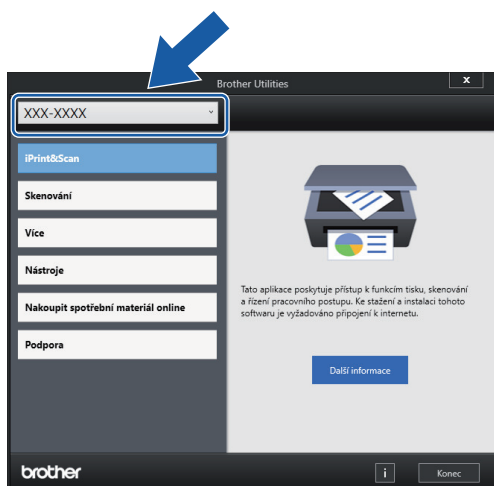 Brother Utilities
x
XXX-XXXX
iPrint&Scan
Skenování
Více
Nástroje
Nakoupit spotřební materiál online
Podpora
Tato aplikace poskytuje přístup k funkcím tisku, skenování
a řízení pracovního postupu. Ke stažení a instalaci tohoto
softwaru je vyžadováno připojení k internetu.
Další informace
brother
i
Konec